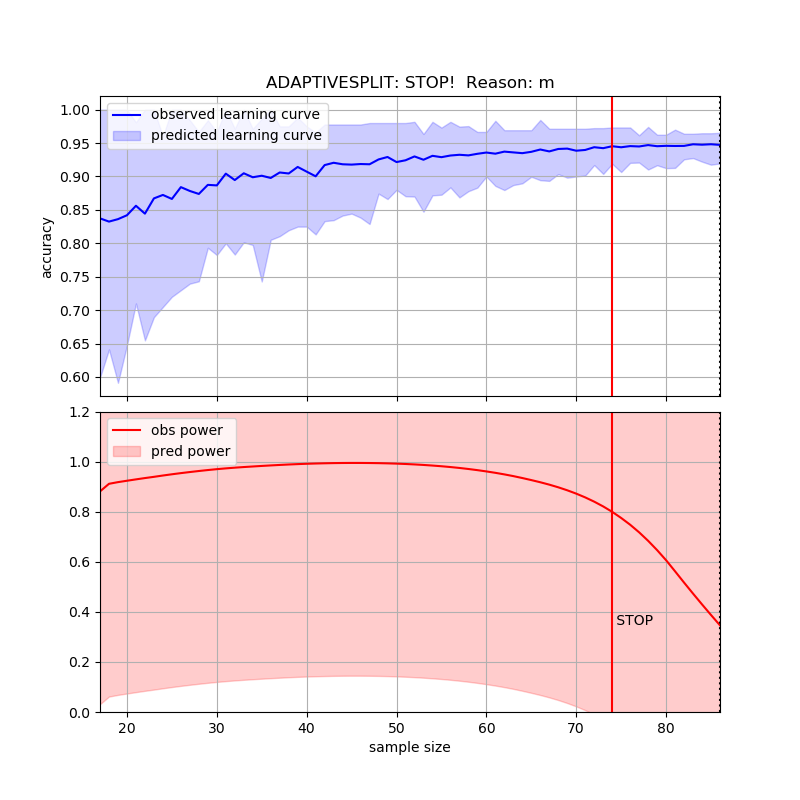 ADAPTIVESPLIT: STOP!  Reason: m
observed learning curve
predicted learning curve
1.00
0.95
0.90
0.85
0.80
0.75
0.70
0.65
0.60
accuracy
obs power
pred power
1.2
1.0
0.8
0.6
0.4
0.2
0.0
STOP
20 30 40 50 60 70 80
sample size